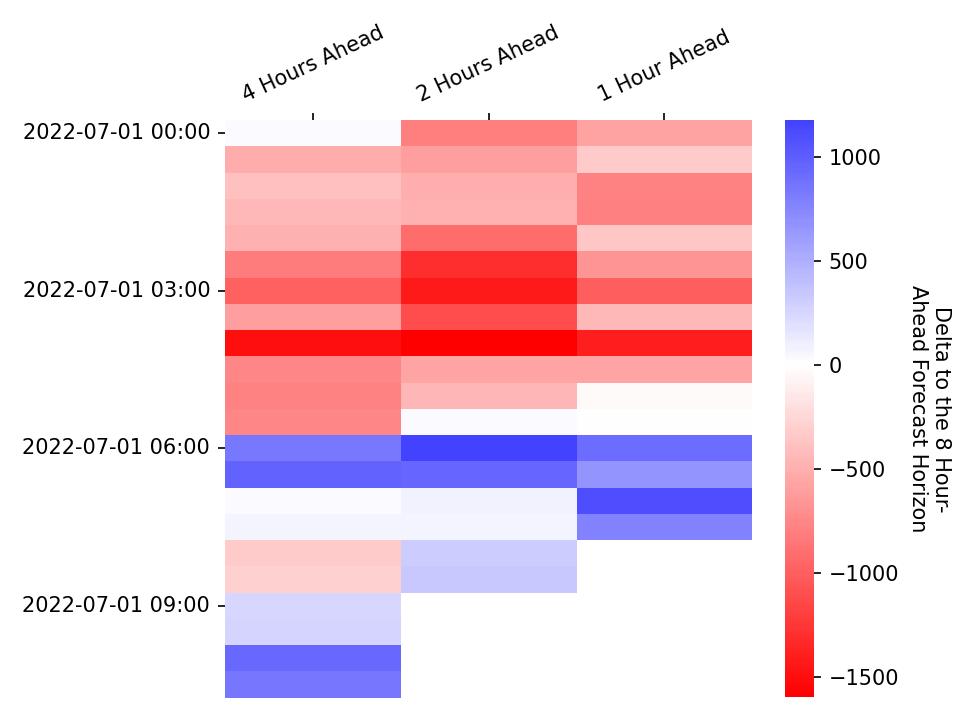 4 Hours Ahead
2 Hours Ahead
1 Hour Ahead
2022-07-01 00:00
2022-07-01 03:00
2022-07-01 06:00
2022-07-01 09:00
1000
500
0
−500
−1000
−1500
Delta to the 8 Hour-
Ahead Forecast Horizon